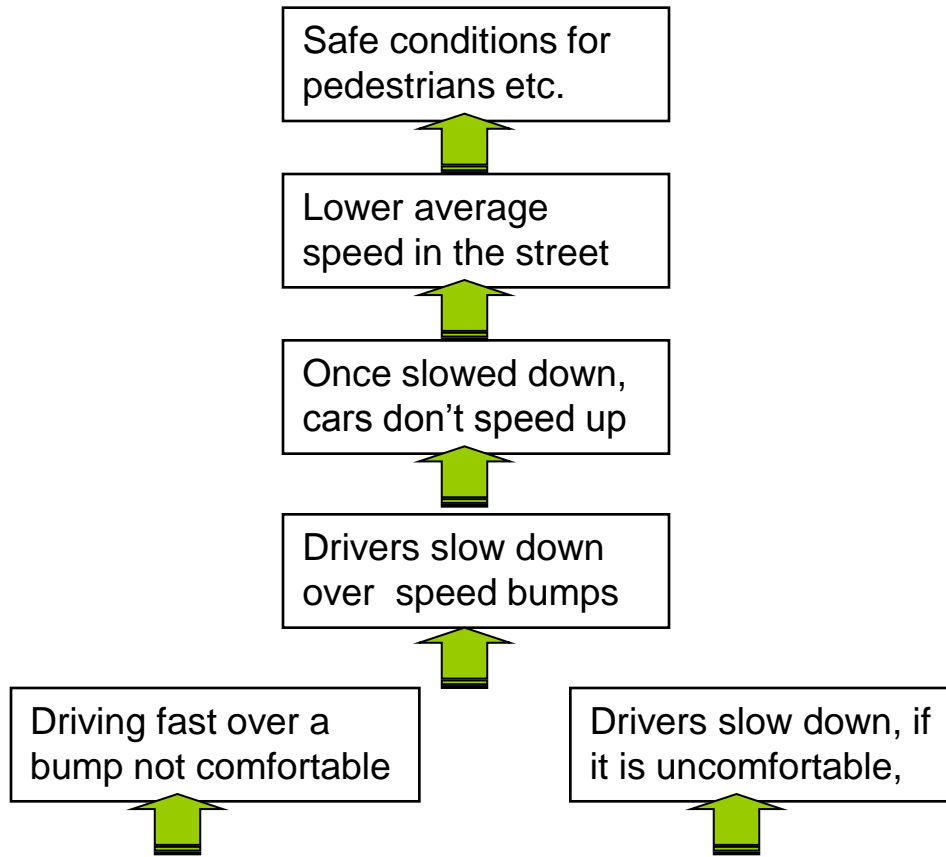 Safe conditions for
pedestrians etc.
Lower average
speed in the street
Once slowed down,
cars don’t speed up
Drivers slow down
over  speed bumps
Driving fast over a
bump not comfortable
Drivers slow down, if
it is uncomfortable,